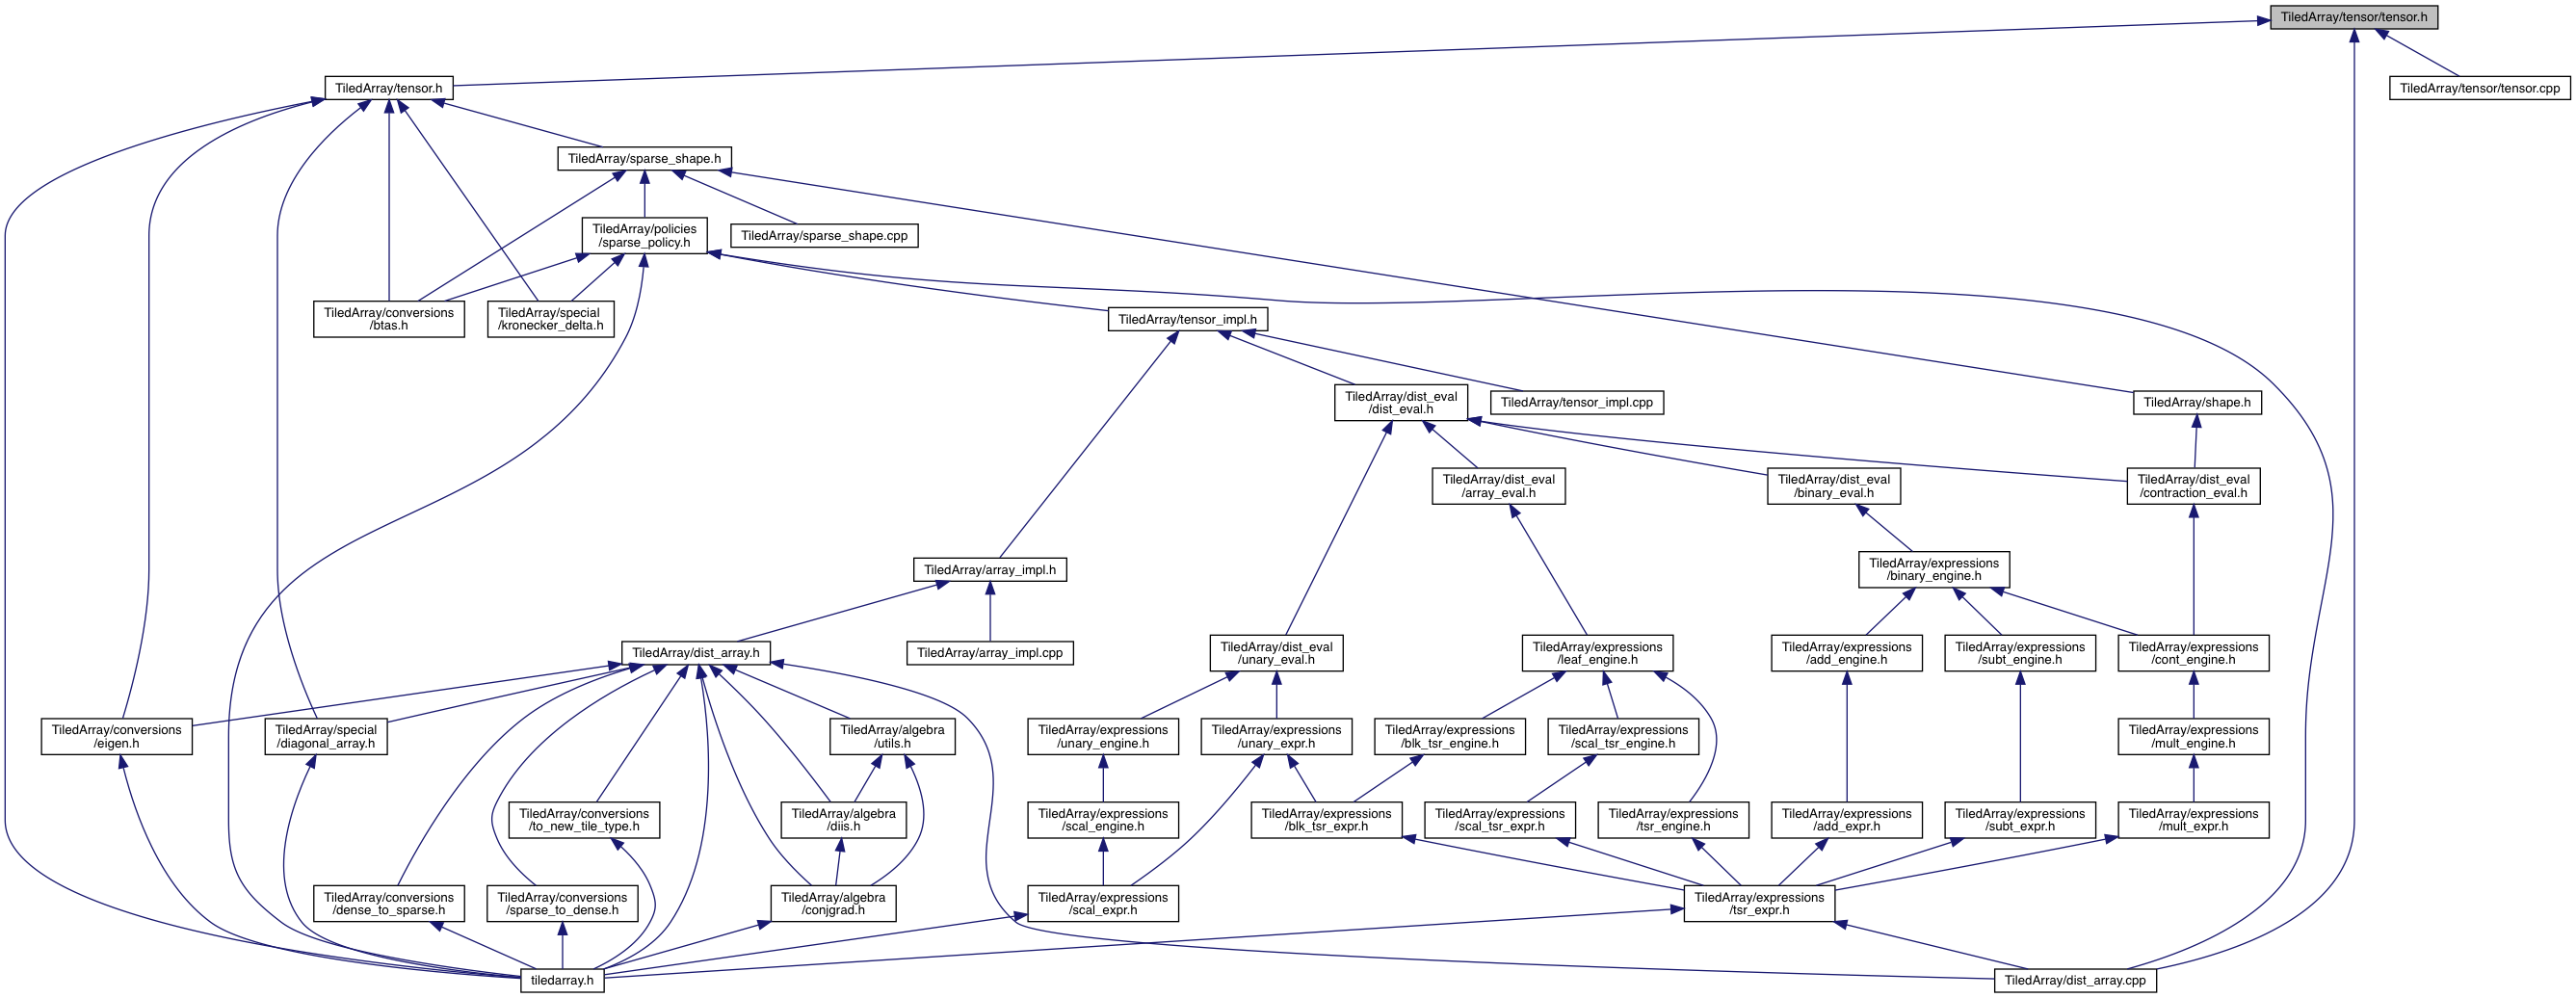 TiledArray/tensor/tensor.h
TiledArray/tensor.h
TiledArray/tensor/tensor.cpp
TiledArray/sparse_shape.h
TiledArray/policies
/sparse_policy.h
TiledArray/sparse_shape.cpp
TiledArray/conversions
/btas.h
TiledArray/special
/kronecker_delta.h
TiledArray/tensor_impl.h
TiledArray/dist_eval
/dist_eval.h
TiledArray/tensor_impl.cpp
TiledArray/shape.h
TiledArray/dist_eval
/array_eval.h
TiledArray/dist_eval
/binary_eval.h
TiledArray/dist_eval
/contraction_eval.h
TiledArray/array_impl.h
TiledArray/expressions
/binary_engine.h
TiledArray/dist_array.h
TiledArray/array_impl.cpp
TiledArray/dist_eval
/unary_eval.h
TiledArray/expressions
/leaf_engine.h
TiledArray/expressions
/add_engine.h
TiledArray/expressions
/subt_engine.h
TiledArray/expressions
/cont_engine.h
TiledArray/conversions
/eigen.h
TiledArray/special
/diagonal_array.h
TiledArray/algebra
/utils.h
TiledArray/expressions
/unary_engine.h
TiledArray/expressions
/unary_expr.h
TiledArray/expressions
/blk_tsr_engine.h
TiledArray/expressions
/scal_tsr_engine.h
TiledArray/expressions
/mult_engine.h
TiledArray/conversions
/to_new_tile_type.h
TiledArray/algebra
/diis.h
TiledArray/expressions
/scal_engine.h
TiledArray/expressions
/blk_tsr_expr.h
TiledArray/expressions
/scal_tsr_expr.h
TiledArray/expressions
/tsr_engine.h
TiledArray/expressions
/add_expr.h
TiledArray/expressions
/subt_expr.h
TiledArray/expressions
/mult_expr.h
TiledArray/conversions
/dense_to_sparse.h
TiledArray/conversions
/sparse_to_dense.h
TiledArray/algebra
/conjgrad.h
TiledArray/expressions
/scal_expr.h
TiledArray/expressions
/tsr_expr.h
tiledarray.h
TiledArray/dist_array.cpp